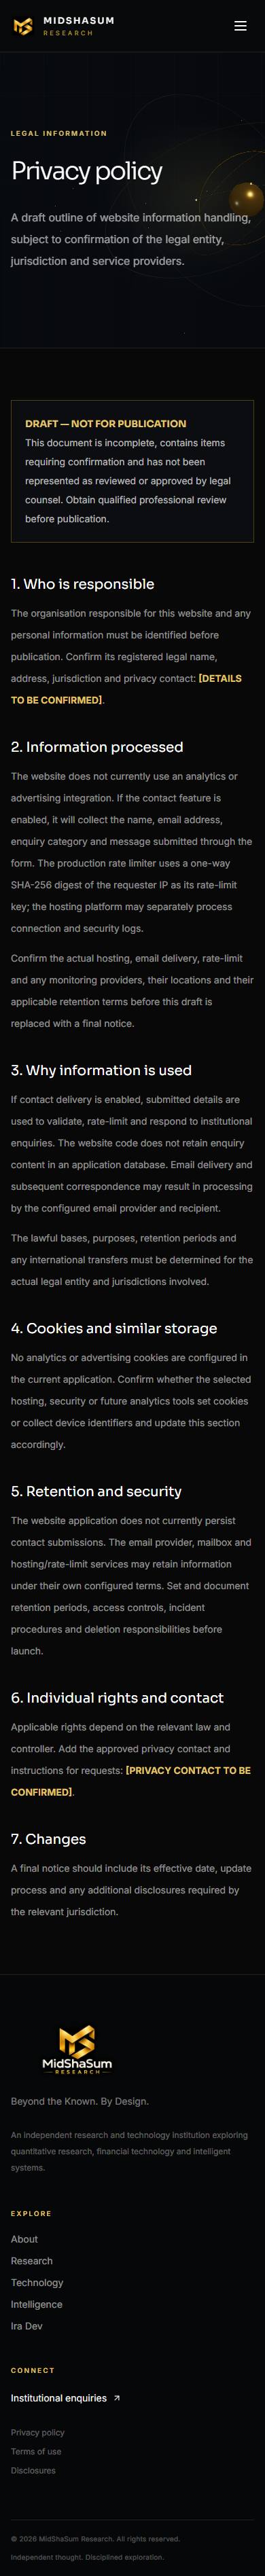 MIDSHASUM
RESEARCH
LEGAL INFORMATION
Privacy policy
A draft outline of website information handling,
subject to confirmation of the legal entity,
jurisdiction and service providers.
DRAFT — NOT FOR PUBLICATION
This document is incomplete, contains items
requiring confirmation and has not been
represented as reviewed or approved by legal
counsel. Obtain qualified professional review
before publication.
1. Who is responsible
The organisation responsible for this website and any
personal information must be identified before
publication. Confirm its registered legal name,
address, jurisdiction and privacy contact: [DETAILS
TO BE CONFIRMED].
2. Information processed
The website does not currently use an analytics or
advertising integration. If the contact feature is
enabled, it will collect the name, email address,
enquiry category and message submitted through the
form. The production rate limiter uses a one-way
SHA-256 digest of the requester IP as its rate-limit
key; the hosting platform may separately process
connection and security logs.
Confirm the actual hosting, email delivery, rate-limit
and any monitoring providers, their locations and their
applicable retention terms before this draft is
replaced with a final notice.
3. Why information is used
If contact delivery is enabled, submitted details are
used to validate, rate-limit and respond to institutional
enquiries. The website code does not retain enquiry
content in an application database. Email delivery and
subsequent correspondence may result in processing
by the configured email provider and recipient.
The lawful bases, purposes, retention periods and
any international transfers must be determined for the
actual legal entity and jurisdictions involved.
4. Cookies and similar storage
No analytics or advertising cookies are configured in
the current application. Confirm whether the selected
hosting, security or future analytics tools set cookies
or collect device identifiers and update this section
accordingly.
5. Retention and security
The website application does not currently persist
contact submissions. The email provider, mailbox and
hosting/rate-limit services may retain information
under their own configured terms. Set and document
retention periods, access controls, incident
procedures and deletion responsibilities before
launch.
6. Individual rights and contact
Applicable rights depend on the relevant law and
controller. Add the approved privacy contact and
instructions for requests: [PRIVACY CONTACT TO BE
CONFIRMED].
7. Changes
A final notice should include its effective date, update
process and any additional disclosures required by
the relevant jurisdiction.
MidShaSum
RESEARCH
Beyond the Known. By Design.
An independent research and technology institution exploring
quantitative research, financial technology and intelligent
systems.
EXPLORE
About
Research
Technology
Intelligence
Ira Dev
CONNECT
Institutional enquiries ↗
Privacy policy
Terms of use
Disclosures
© 2026 MidShaSum Research. All rights reserved.
Independent thought. Disciplined exploration.